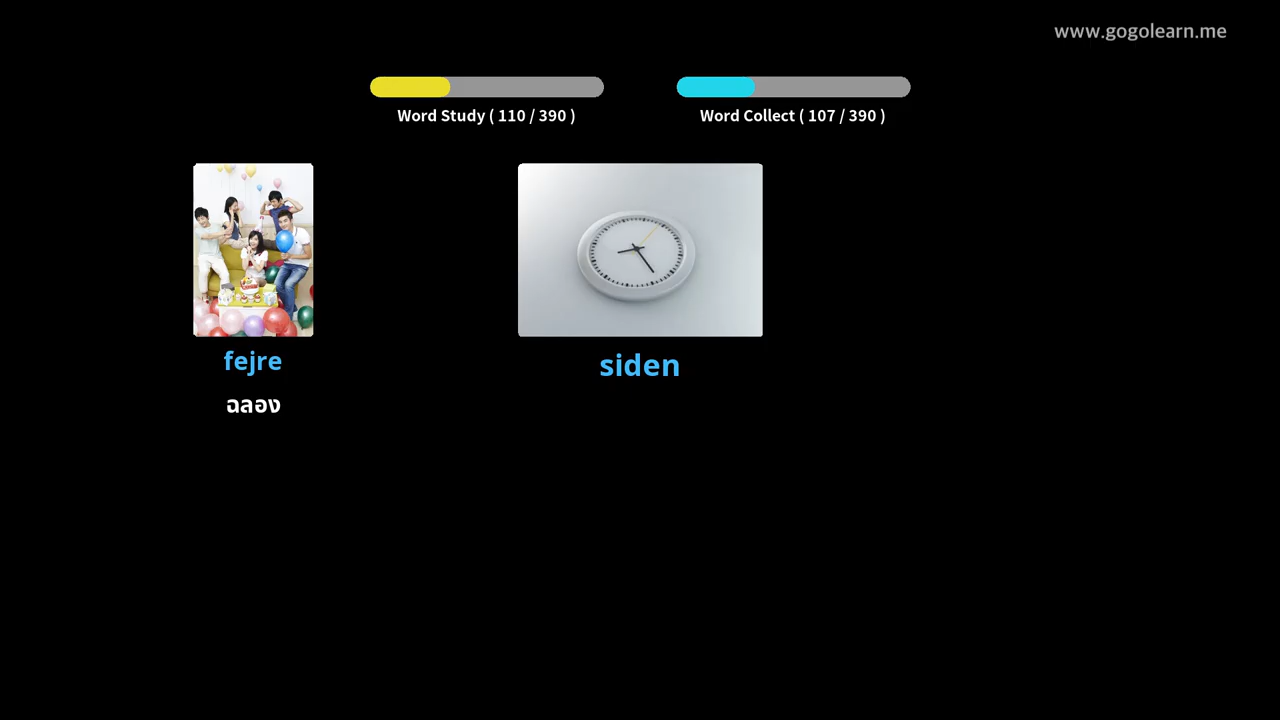 www.gogolearn.me
Word Study ( 110 / 390 )
Word Collect ( 107 / 390 )
fejre
ฉลอง
siden